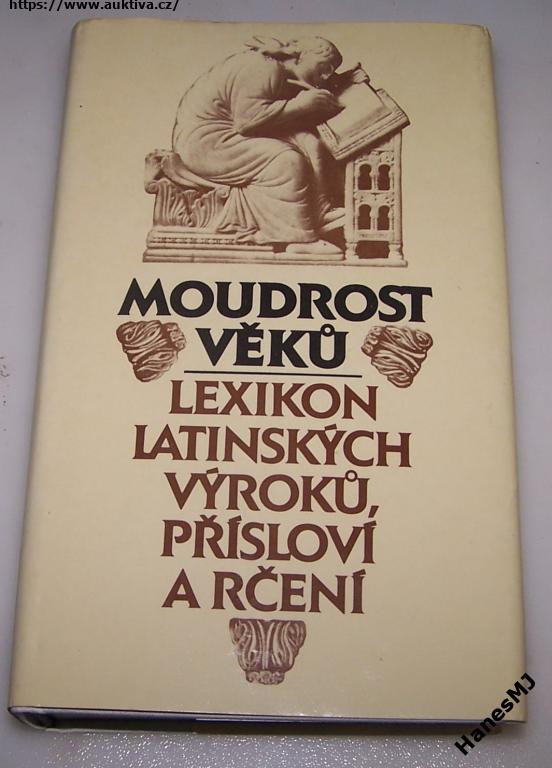 https://www.auktiva.cz/
MOUDROST
VĚKŮ
LEXIKON
LATINSKÝCH
VÝROKŮ,
PŘÍSLOVÍ
A RČENÍ
HanesMJ